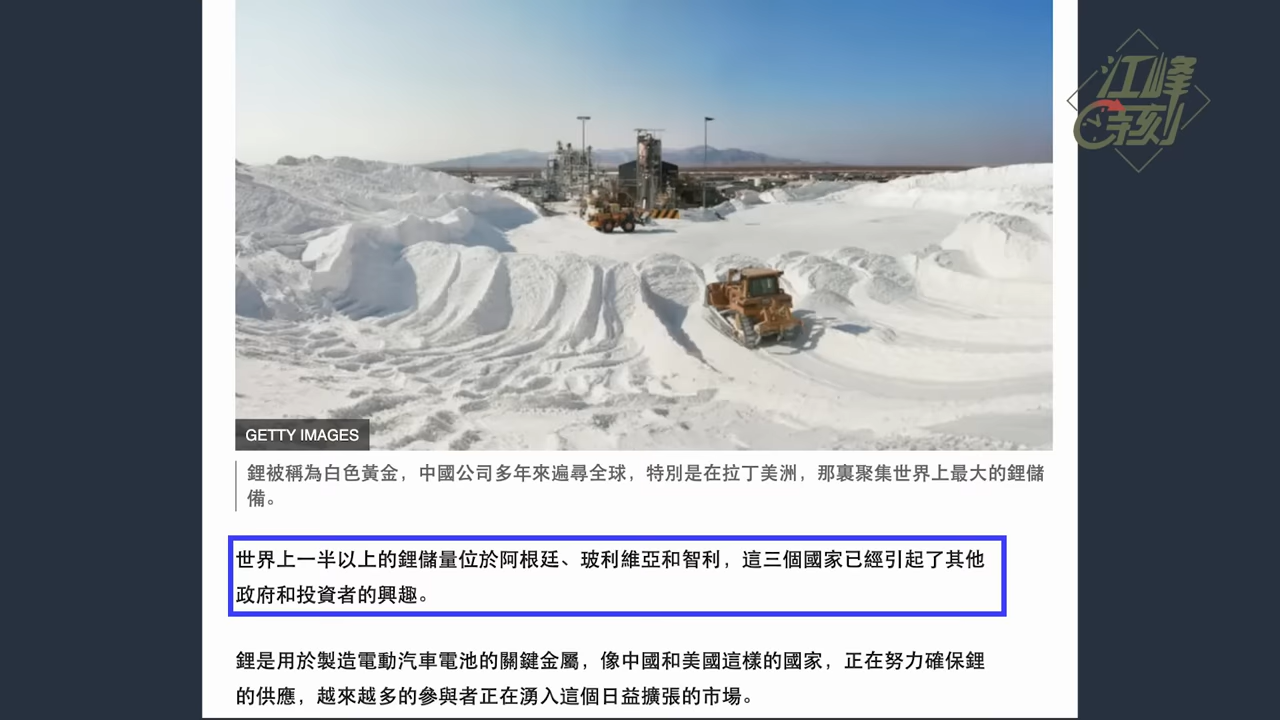 江峰
時刻
GETTY IMAGES
鋰被稱為白色黃金，中國公司多年來遍尋全球，特別是在拉丁美洲，那裏聚集世界上最大的鋰儲
備。
世界上一半以上的鋰儲量位於阿根廷、玻利維亞和智利，這三個國家已經引起了其他
政府和投資者的興趣。
鋰是用於製造電動汽車電池的關鍵金屬，像中國和美國這樣的國家，正在努力確保鋰
的供應，越來越多的參與者正在湧入這個日益擴張的市場。